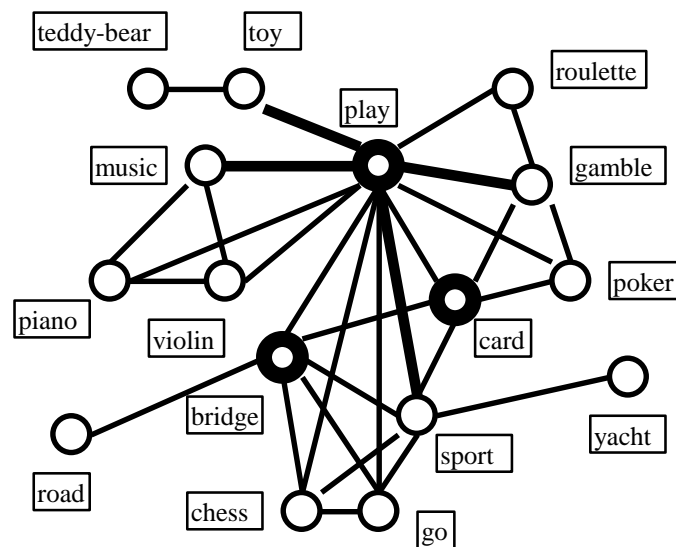 teddy-bear
toy
roulette
play
music
gamble
piano
violin
card
poker
bridge
yacht
road
sport
chess
go